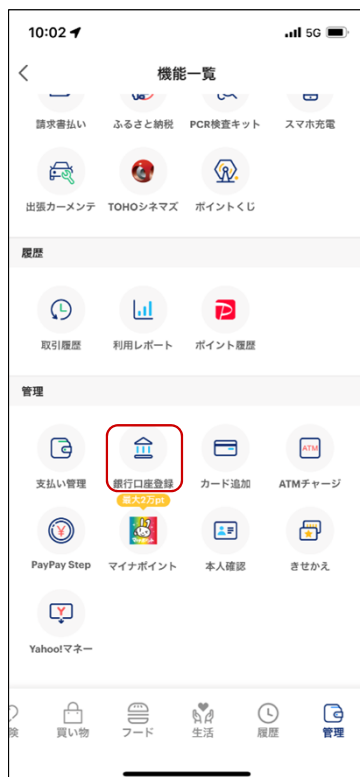 10:02
5G
機能一覧
請求書払い ふるさと納税 PCR検査キット スマホ充電
出張カーメンテ TOHOシネマズ ポイントくじ
履歴
取引履歴 利用レポート ポイント履歴
管理
ATM
支払い管理 銀行口座登録 カード追加 ATMチャージ
最大2万pt
PayPay Step マイナポイント 本人確認 きせかえ
Yahoo!マネー
険 買い物 フード 生活 履歴 管理